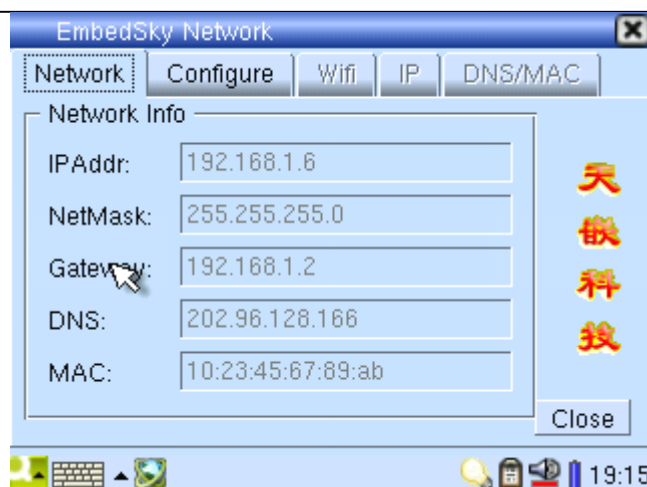 EmbedSky Network
Network Configure Wifi IP DNS/MAC
Network Info
IPAddr: 192.168.1.6
NetMask: 255.255.255.0
Gateway: 192.168.1.2
DNS: 202.96.128.166
MAC: 10:23:45:67:89:ab
天嵌科技
Close
19:15